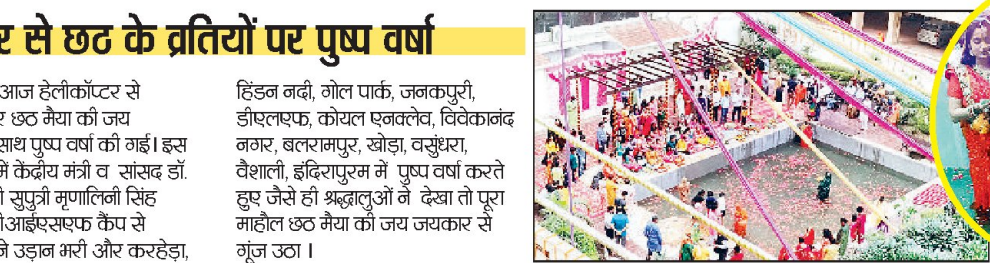 र से छठ के व्रतियों पर पुष्प वर्षा
आज हेलीकॉप्टर से
र छठ मैया की जय
साथ पुष्प वर्षा की गई। इस
में केंद्रीय मंत्री व सांसद डॉ.
ी सुपुत्री मृणालिनी सिंह
ीआईएसएफ कैंप से
ने उड़ान भरी और करहेड़ा,
हिंडन नदी, गोल पार्क, जनकपुरी,
डीएलएफ, कोयल एनक्लेव, विवेकानंद
नगर, बलरामपुर, खोड़ा, वसुंधरा,
वैशाली, इंदिरापुरम में पुष्प वर्षा करते
हुए जैसे ही श्रद्धालुओं ने देखा तो पूरा
माहौल छठ मैया की जय जयकार से
गूंज उठा ।